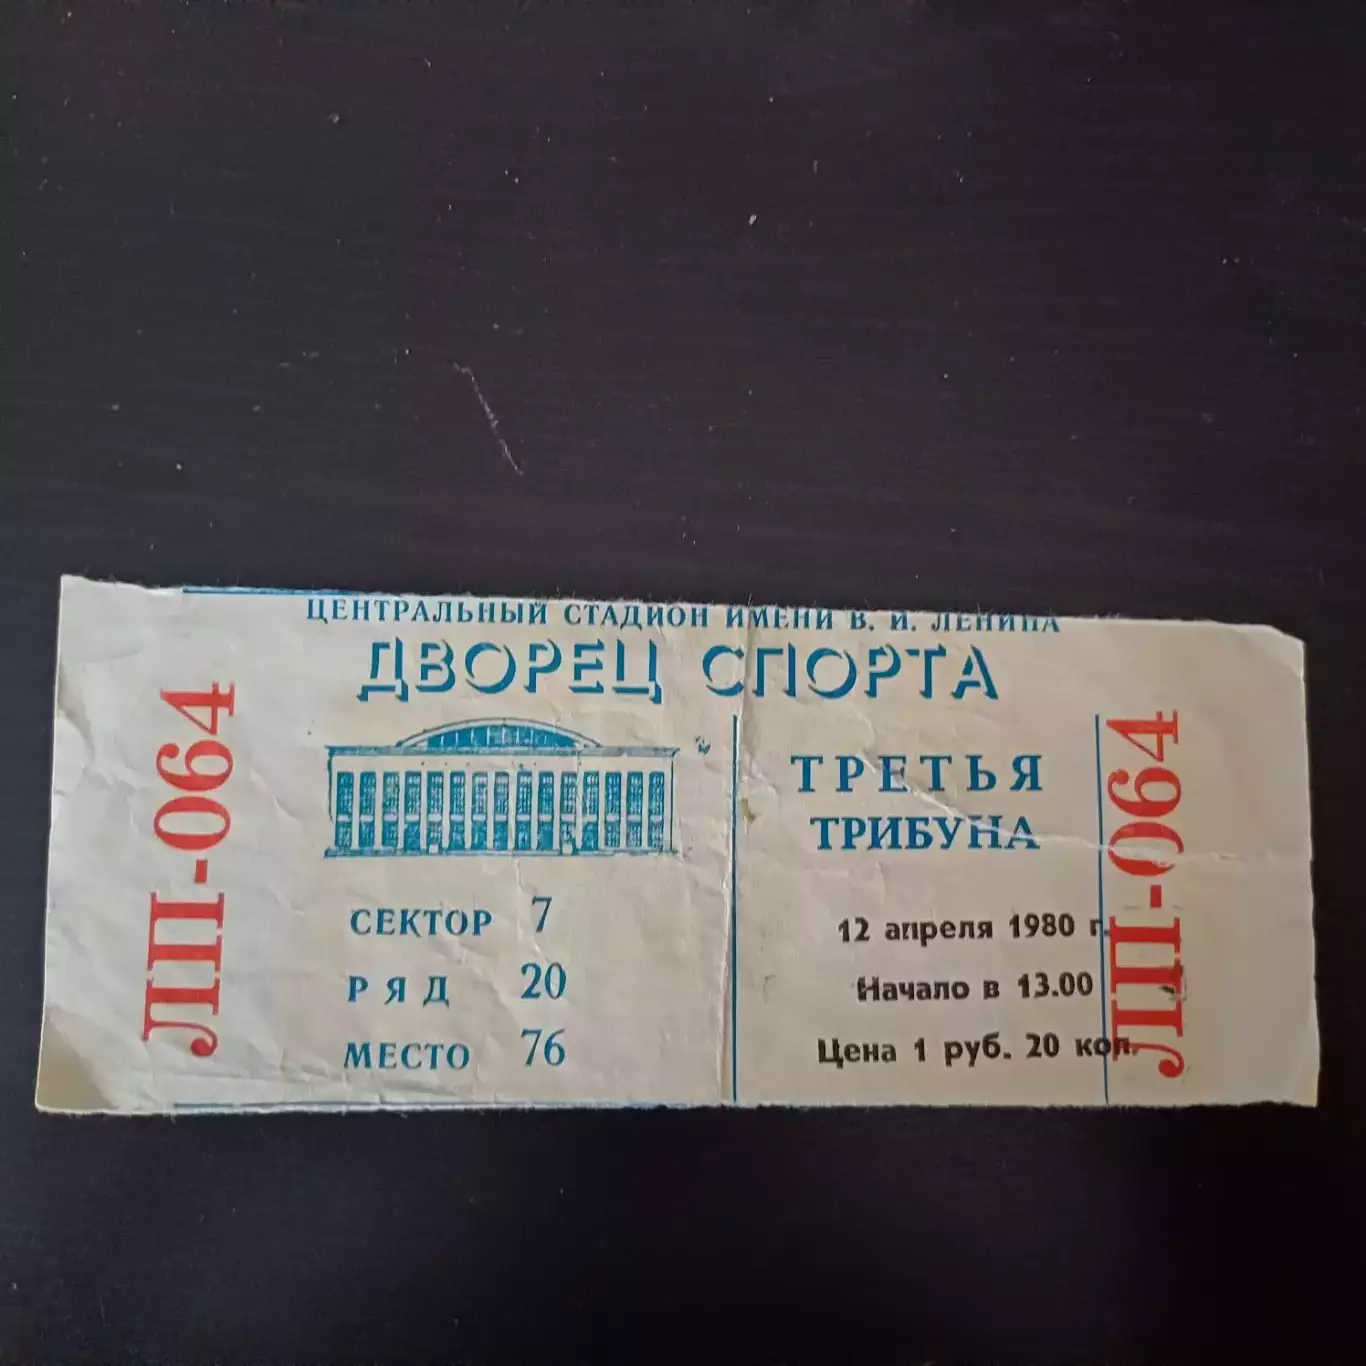 ЦЕНТРАЛЬНЫЙ СТАДИОН ИМЕНИ В. И. ЛЕНИНА
ДВОРЕЦ СПОРТА
ЛП-064
ТРЕТЬЯ
ТРИБУНА
СЕКТОР 7
РЯД 20
МЕСТО 76
12 апреля 1980 г.
Начало в 13.00
Цена 1 руб. 20 коп.
ЛП-064